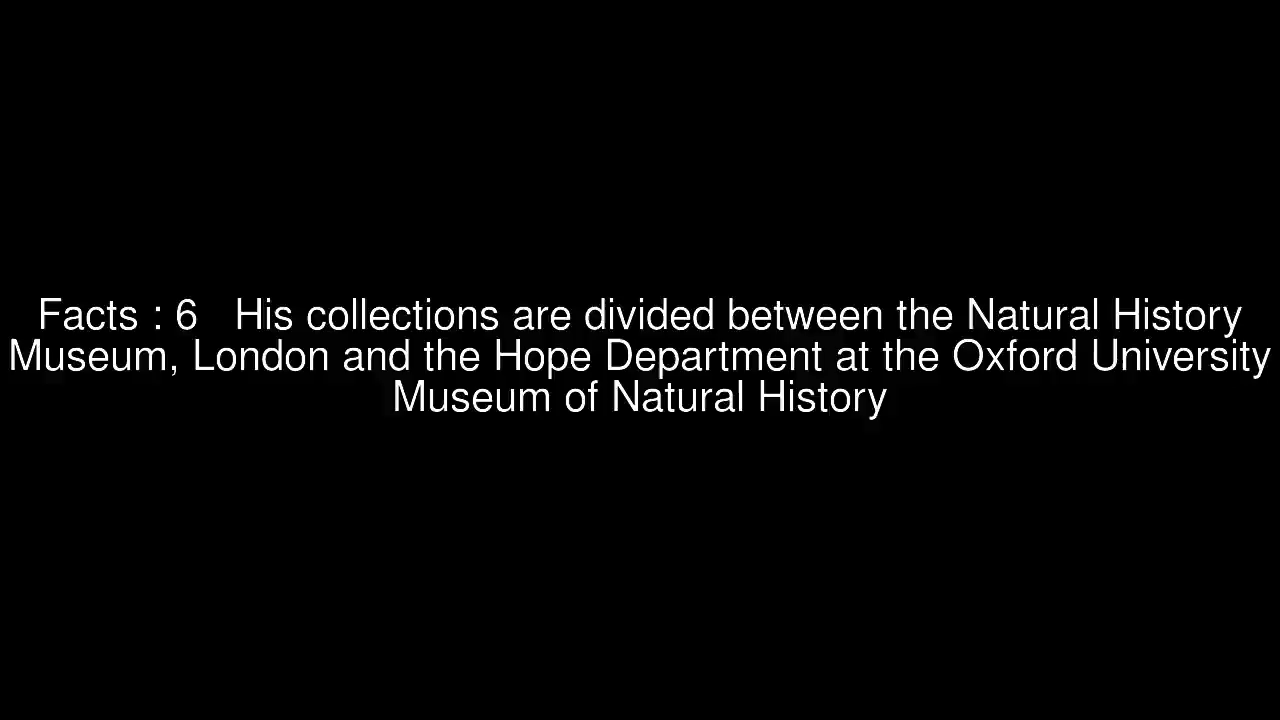 Facts : 6   His collections are divided between the Natural History
Museum, London and the Hope Department at the Oxford University
Museum of Natural History